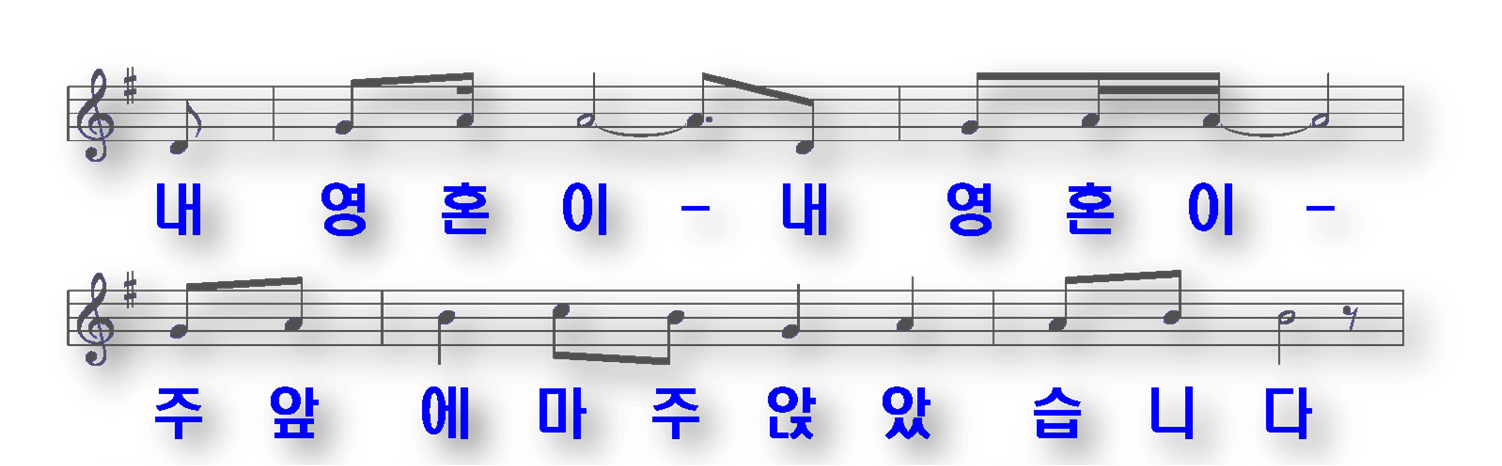 내 영 혼 이 - 내 영 혼 이 -
주 앞 에 마 주 앉 았 습 니 다